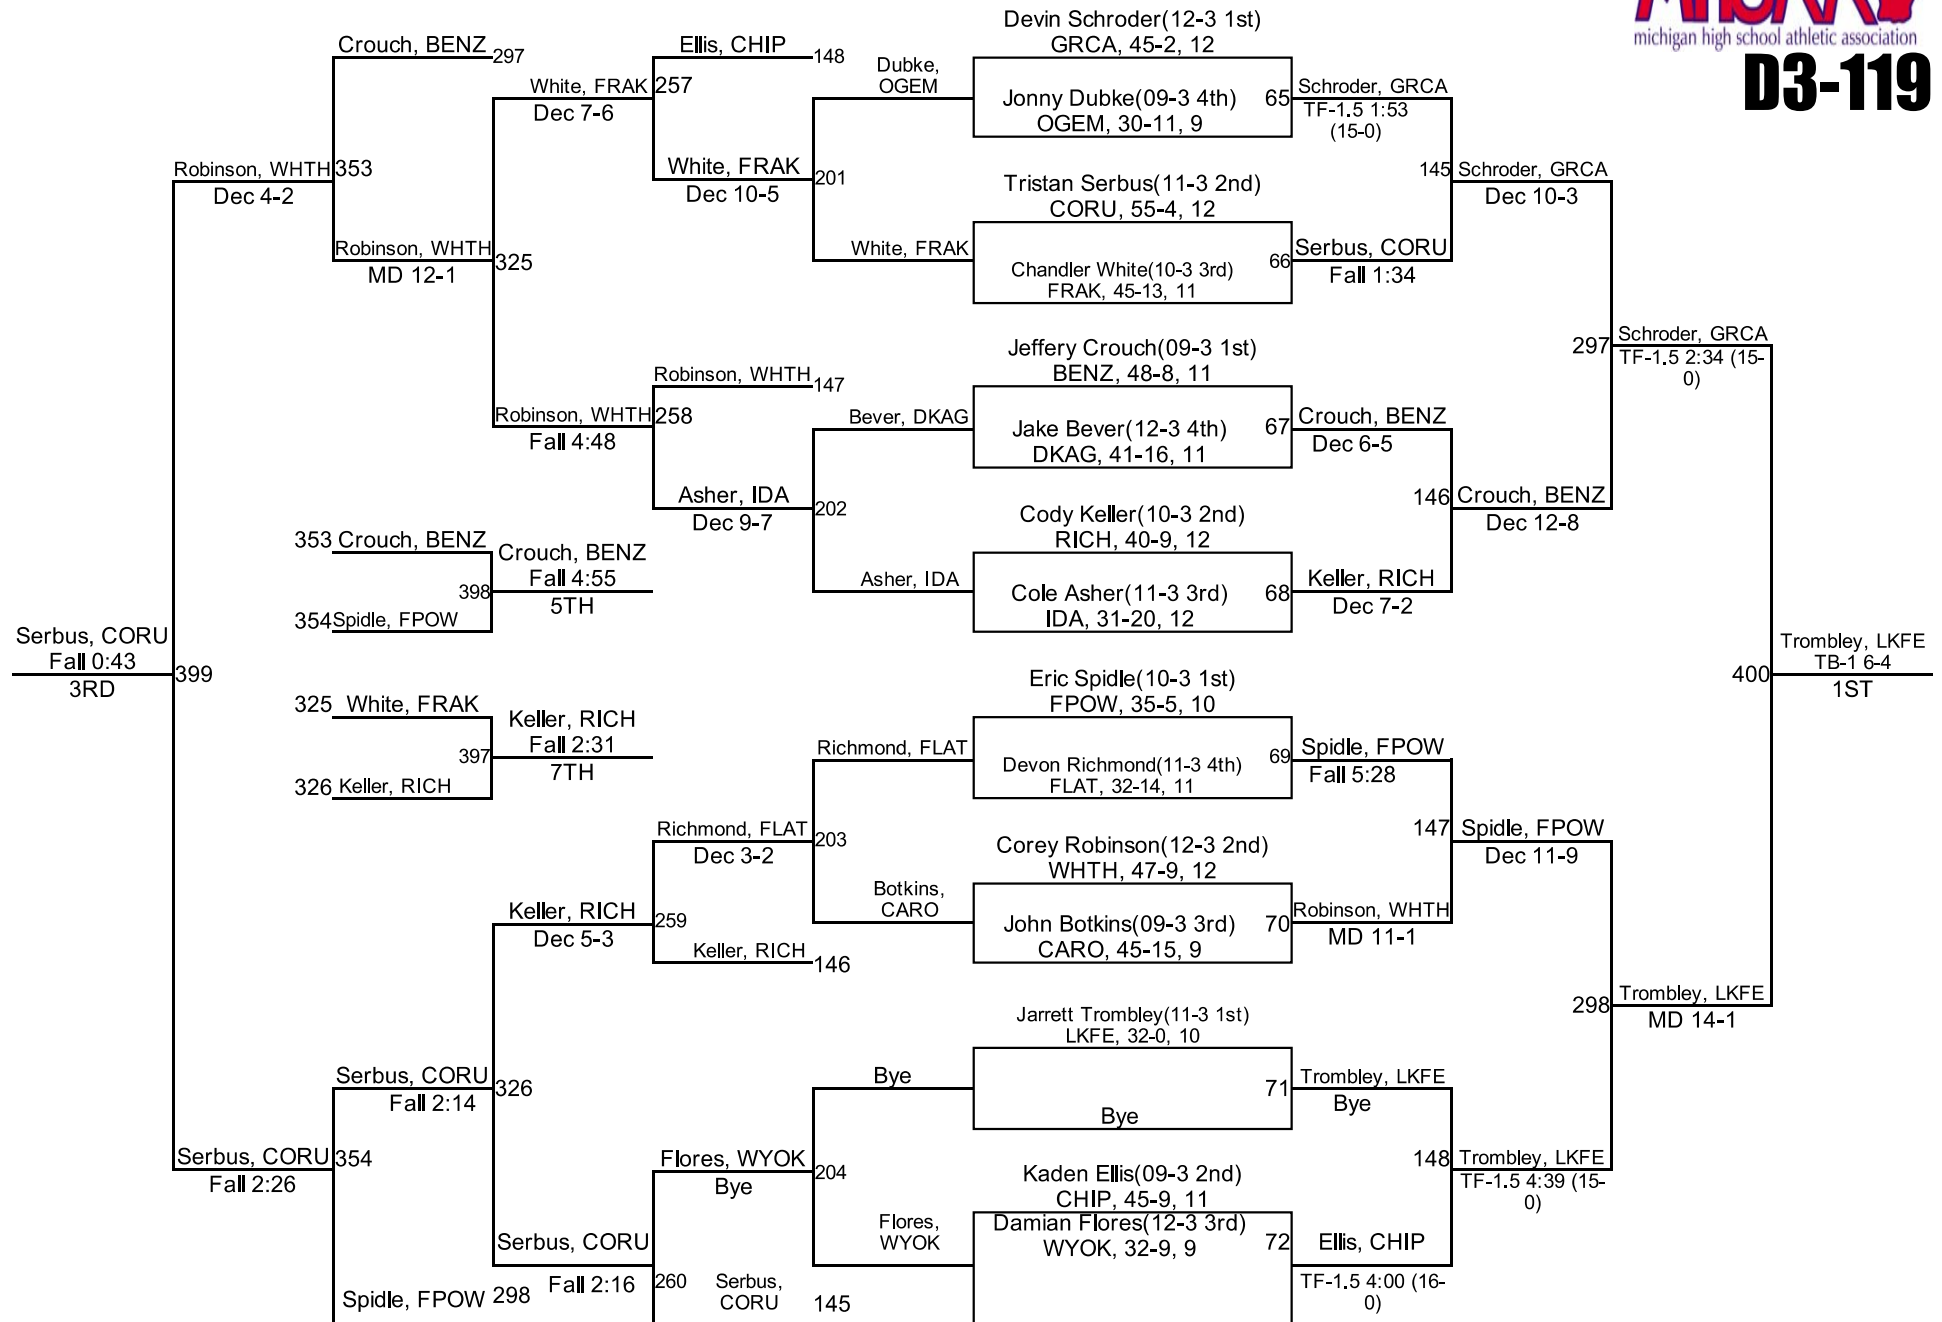 MHSAA
michigan high school athletic association
D3-119
Crouch, BENZ
297
Robinson, WHTH
Dec 4-2
353
Robinson, WHTH
MD 12-1
325
White, FRAK
Dec 7-6
257
Ellis, CHIP
148
White, FRAK
Dec 10-5
201
Robinson, WHTH
Fall 4:48
258
Robinson, WHTH
147
Asher, IDA
Dec 9-7
202
Dubke,
OGEM
White, FRAK
Bever, DKAG
Asher, IDA
353 Crouch, BENZ
354 Spidle, FPOW
398
Crouch, BENZ
Fall 4:55
5TH
Serbus, CORU
Fall 0:43
3RD
399
325 White, FRAK
326 Keller, RICH
397
Keller, RICH
Fall 2:31
7TH
Richmond, FLAT
Dec 3-2
203
Richmond, FLAT
Botkins,
CARO
Keller, RICH
Dec 5-3
259
Keller, RICH
146
Serbus, CORU
Fall 2:14
326
Serbus, CORU
Fall 2:26
354
Spidle, FPOW
298
Serbus, CORU
Fall 2:16
260
Flores, WYOK
Bye
204
Bye
Flores,
WYOK
Serbus,
CORU
145
Devin Schroder(12-3 1st)
GRCA, 45-2, 12
Jonny Dubke(09-3 4th)
OGEM, 30-11, 9
65
Tristan Serbus(11-3 2nd)
CORU, 55-4, 12
Chandler White(10-3 3rd)
FRAK, 45-13, 11
66
Jeffery Crouch(09-3 1st)
BENZ, 48-8, 11
Jake Bever(12-3 4th)
DKAG, 41-16, 11
67
Cody Keller(10-3 2nd)
RICH, 40-9, 12
Cole Asher(11-3 3rd)
IDA, 31-20, 12
68
Eric Spidle(10-3 1st)
FPOW, 35-5, 10
Devon Richmond(11-3 4th)
FLAT, 32-14, 11
69
Corey Robinson(12-3 2nd)
WHTH, 47-9, 12
John Botkins(09-3 3rd)
CARO, 45-15, 9
70
Jarrett Trombley(11-3 1st)
LKFE, 32-0, 10
Bye
71
Kaden Ellis(09-3 2nd)
CHIP, 45-9, 11
Damian Flores(12-3 3rd)
WYOK, 32-9, 9
72
Schroder, GRCA
TF-1.5 1:53
(15-0)
Serbus, CORU
Fall 1:34
145
Schroder, GRCA
Dec 10-3
Crouch, BENZ
Dec 6-5
Keller, RICH
Dec 7-2
146
Crouch, BENZ
Dec 12-8
297
Schroder, GRCA
TF-1.5 2:34 (15-
0)
Spidle, FPOW
Fall 5:28
Robinson, WHTH
MD 11-1
147
Spidle, FPOW
Dec 11-9
Trombley, LKFE
Bye
Ellis, CHIP
TF-1.5 4:00 (16-
0)
148
Trombley, LKFE
TF-1.5 4:39 (15-
0)
298
Trombley, LKFE
MD 14-1
400
Trombley, LKFE
TB-1 6-4
1ST